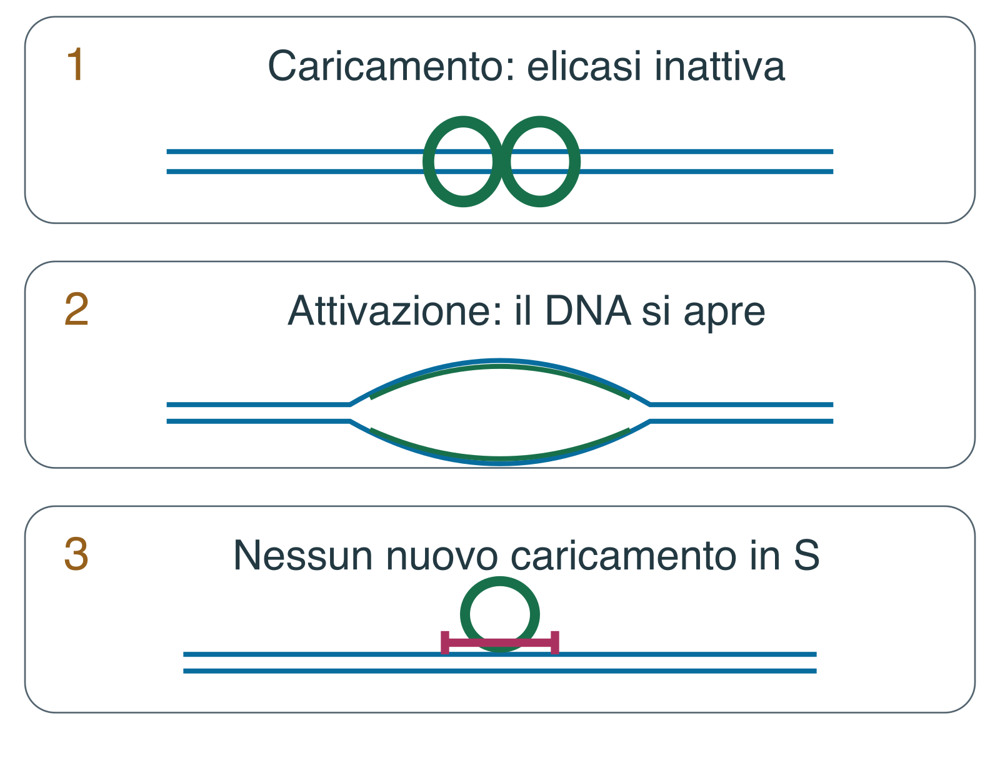 1 Caricamento: elicasi inattiva
2 Attivazione: il DNA si apre
3 Nessun nuovo caricamento in S